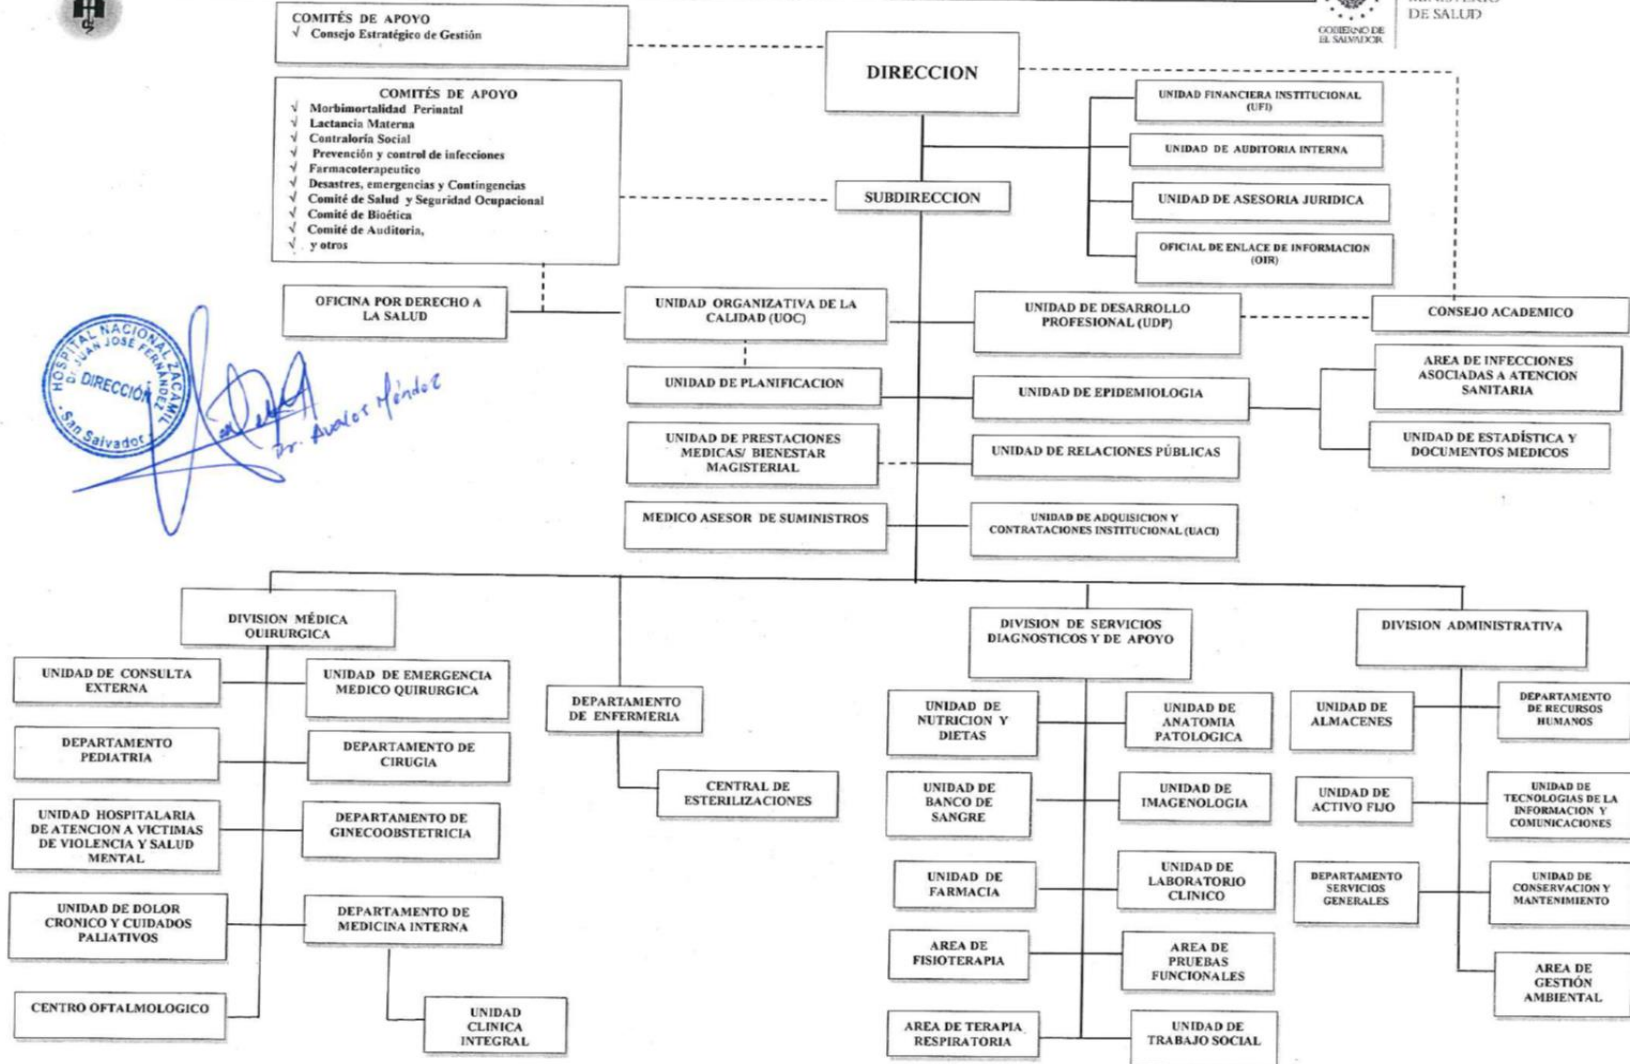 MINISTERIO
DE SALUD
GOBIERNO DE
EL SALVADOR
COMITÉS DE APOYO
√ Consejo Estratégico de Gestión
DIRECCION
COMITÉS DE APOYO
√ Morbimortalidad Perinatal
√ Lactancia Materna
√ Contraloría Social
√ Prevención y control de infecciones
√ Farmacoterapeutico
√ Desastres, emergencias y Contingencias
√ Comité de Salud y Seguridad Ocupacional
√ Comité de Bioética
√ Comité de Auditoria,
√ y otros
UNIDAD FINANCIERA INSTITUCIONAL
(UFI)
UNIDAD DE AUDITORIA INTERNA
SUBDIRECCION
UNIDAD DE ASESORIA JURIDICA
OFICIAL DE ENLACE DE INFORMACION
(OIR)
OFICINA POR DERECHO A
LA SALUD
UNIDAD ORGANIZATIVA DE LA
CALIDAD (UOC)
UNIDAD DE DESARROLLO
PROFESIONAL (UDP)
CONSEJO ACADEMICO
HOSPITAL NACIONAL ZACAMIL
Dr. JUAN JOSÉ FERNÁNDEZ
DIRECCIÓN
San Salvador
Dr. Avalos Méndez
UNIDAD DE PLANIFICACION
UNIDAD DE EPIDEMIOLOGIA
AREA DE INFECCIONES
ASOCIADAS A ATENCION
SANITARIA
UNIDAD DE PRESTACIONES
MEDICAS/ BIENESTAR
MAGISTERIAL
UNIDAD DE RELACIONES PÚBLICAS
UNIDAD DE ESTADÍSTICA Y
DOCUMENTOS MEDICOS
MEDICO ASESOR DE SUMINISTROS
UNIDAD DE ADQUISICION Y
CONTRATACIONES INSTITUCIONAL (UACI)
DIVISION MÉDICA
QUIRURGICA
DIVISION DE SERVICIOS
DIAGNOSTICOS Y DE APOYO
DIVISION ADMINISTRATIVA
UNIDAD DE CONSULTA
EXTERNA
UNIDAD DE EMERGENCIA
MEDICO QUIRURGICA
DEPARTAMENTO
PEDIATRIA
DEPARTAMENTO DE
CIRUGIA
UNIDAD HOSPITALARIA
DE ATENCION A VICTIMAS
DE VIOLENCIA Y SALUD
MENTAL
DEPARTAMENTO DE
GINECOOBSTETRICIA
UNIDAD DE DOLOR
CRONICO Y CUIDADOS
PALIATIVOS
DEPARTAMENTO DE
MEDICINA INTERNA
CENTRO OFTALMOLOGICO
UNIDAD
CLINICA
INTEGRAL
DEPARTAMENTO
DE ENFERMERIA
CENTRAL DE
ESTERILIZACIONES
UNIDAD DE
NUTRICION Y
DIETAS
UNIDAD DE
ANATOMIA
PATOLOGICA
UNIDAD DE
BANCO DE
SANGRE
UNIDAD DE
IMAGENOLOGIA
UNIDAD DE
FARMACIA
UNIDAD DE
LABORATORIO
CLINICO
AREA DE
FISIOTERAPIA
AREA DE
PRUEBAS
FUNCIONALES
AREA DE TERAPIA
RESPIRATORIA
UNIDAD DE
TRABAJO SOCIAL
UNIDAD DE
ALMACENES
DEPARTAMENTO
DE RECURSOS
HUMANOS
UNIDAD DE
ACTIVO FIJO
UNIDAD DE
TECNOLOGIAS DE LA
INFORMACION Y
COMUNICACIONES
DEPARTAMENTO
SERVICIOS
GENERALES
UNIDAD DE
CONSERVACION Y
MANTENIMIENTO
AREA DE
GESTIÓN
AMBIENTAL